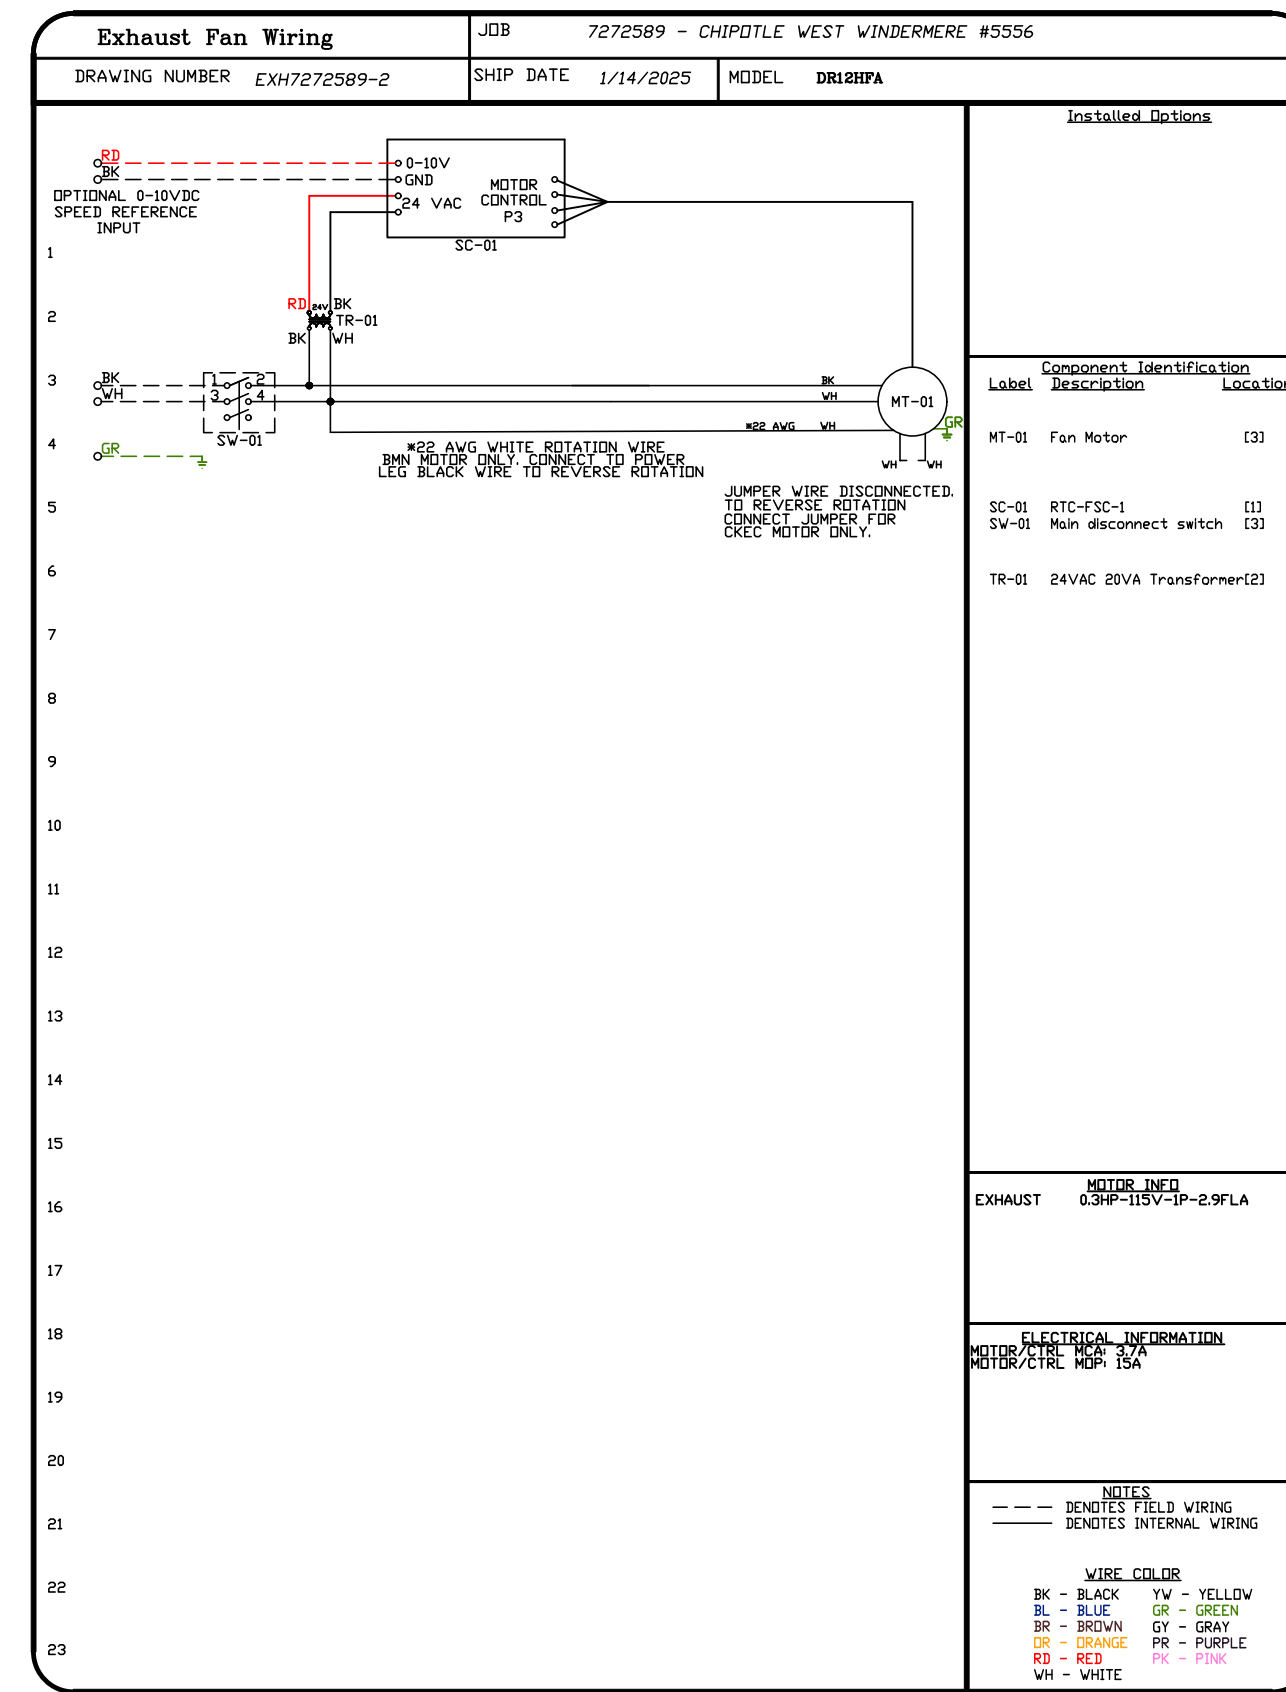 Exhaust Fan Wiring
JOB 7272589 - CHIPOTLE WEST WINDERMERE #5556
DRAWING NUMBER EXH7272589-2
SHIP DATE 1/14/2025
MODEL DR12HFA
RD
BK
OPTIONAL 0-10VDC
SPEED REFERENCE
INPUT
0-10V
GND
24 VAC
MOTOR
CONTROL
P3
SC-01
RD 24V BK
TR-01
BK WH
BK
WH
1 2
3 4
SW-01
GR
BK
WH
*22 AWG WH
MT-01
GR
WH WH
*22 AWG WHITE ROTATION WIRE
BMN MOTOR ONLY. CONNECT TO POWER
LEG BLACK WIRE TO REVERSE ROTATION
JUMPER WIRE DISCONNECTED.
TO REVERSE ROTATION
CONNECT JUMPER FOR
CKEC MOTOR ONLY.
1
2
3
4
5
6
7
8
9
10
11
12
13
14
15
16
17
18
19
20
21
22
23
Installed Options
Component Identification
Label Description Location
MT-01 Fan Motor [3]
SC-01 RTC-FSC-1 [1]
SW-01 Main disconnect switch [3]
TR-01 24VAC 20VA Transformer[2]
MOTOR INFO
EXHAUST 0.3HP-115V-1P-2.9FLA
ELECTRICAL INFORMATION
MOTOR/CTRL MCA: 3.7A
MOTOR/CTRL MOP: 15A
NOTES
DENOTES FIELD WIRING
DENOTES INTERNAL WIRING
WIRE COLOR
BK - BLACK YW - YELLOW
BL - BLUE GR - GREEN
BR - BROWN GY - GRAY
OR - ORANGE PR - PURPLE
RD - RED PK - PINK
WH - WHITE